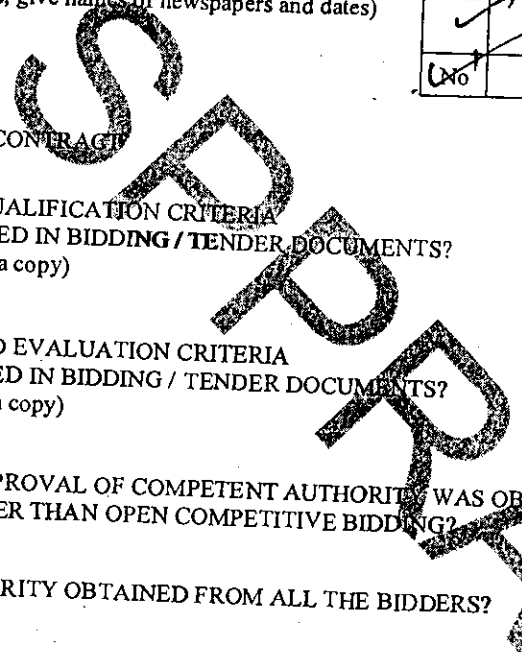 , give names of newspapers and dates)
No
CONTRACT
UALIFICATION CRITERIA
ED IN BIDDING / TENDER DOCUMENTS?
a copy)
D EVALUATION CRITERIA
ED IN BIDDING / TENDER DOCUMENTS?
a copy)
PROVAL OF COMPETENT AUTHORITY WAS OB
ER THAN OPEN COMPETITIVE BIDDING?
RITY OBTAINED FROM ALL THE BIDDERS?
SPPR